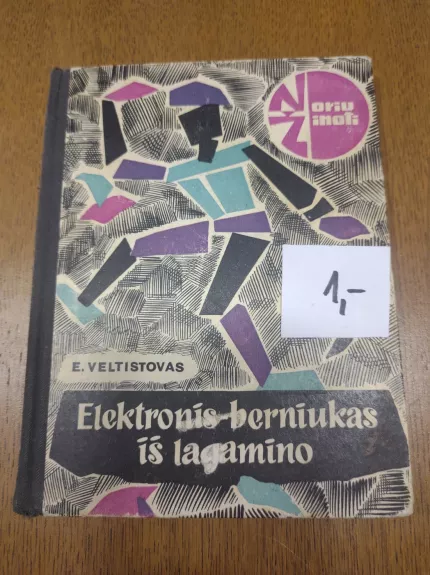 Noriu
Žinoti
1,-
E. VELTISTOVAS
Elektronis-berniukas
iš lagamino